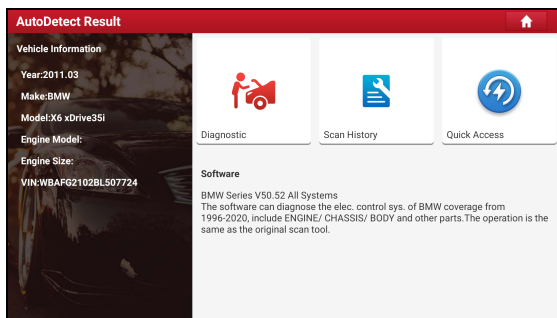 AutoDetect Result
Vehicle Information
Year:2011.03
Make:BMW
Model:X6 xDrive35i
Engine Model:
Engine Size:
VIN:WBAFG2102BL507724
Diagnostic
Scan History
Quick Access
Software
BMW Series V50.52 All Systems
The software can diagnose the elec. control sys. of BMW coverage from
1996-2020, include ENGINE/ CHASSIS/ BODY and other parts.The operation is the
same as the original scan tool.